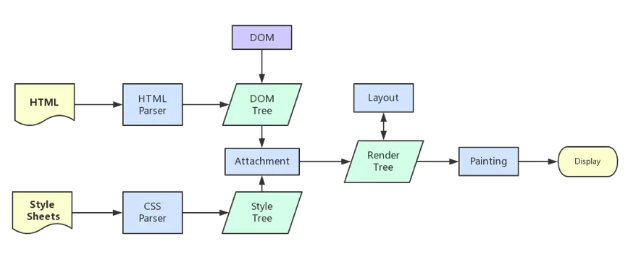 DOM
HTML
HTML
Parser
DOM
Tree
Layout
Attachment
Render
Tree
Painting
Display
Style
Sheets
CSS
Parser
Style
Tree